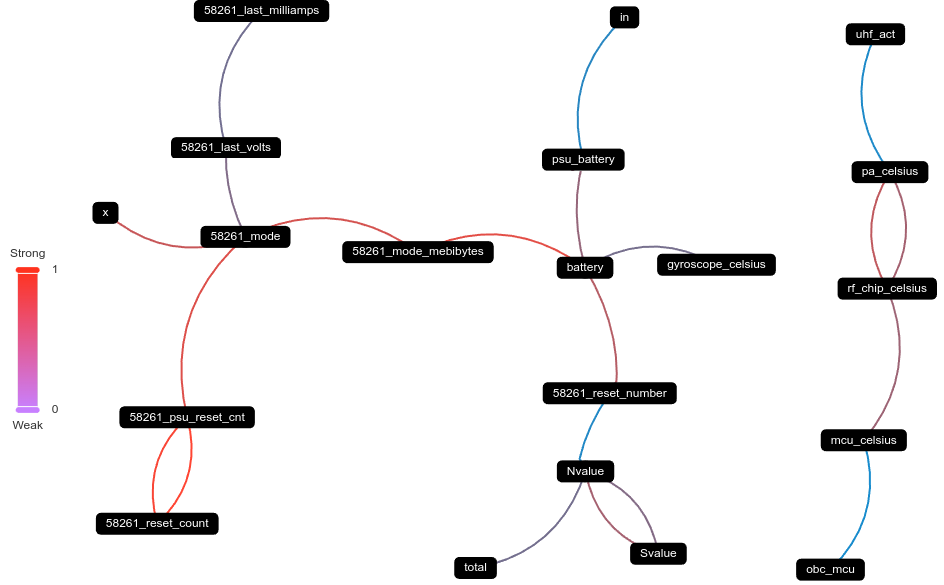 58261_last_milliamps
in
uhf_act
58261_last_volts
psu_battery
pa_celsius
x
58261_mode
58261_mode_mebibytes
battery
gyroscope_celsius
rf_chip_celsius
Strong
1
0
Weak
58261_reset_number
58261_psu_reset_cnt
mcu_celsius
Nvalue
58261_reset_count
Svalue
total
obc_mcu